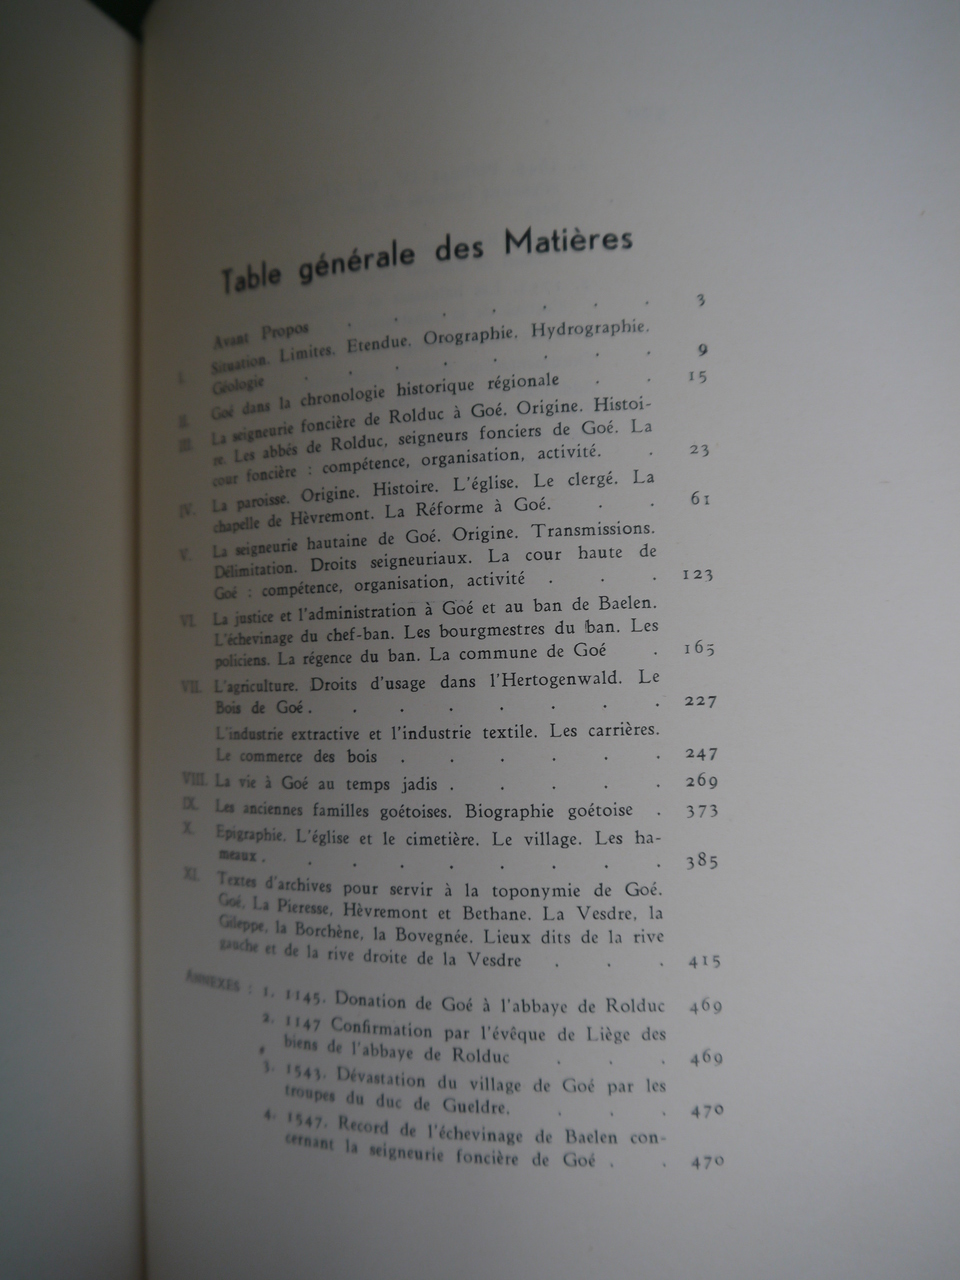 Table générale des Matières
Avant Propos . . . . . . . 3
I. Situation. Limites. Etendue. Orographie. Hydrographie.
Géologie . . . . . . . . 9
II. Goé dans la chronologie historique régionale . . 15
III. La seigneurie foncière de Rolduc à Goé. Origine. Histoi-
re. Les abbés de Rolduc, seigneurs fonciers de Goé. La
cour foncière : compétence, organisation, activité. . 23
IV. La paroisse. Origine. Histoire. L'église. Le clergé. La
chapelle de Hèvremont. La Réforme à Goé. . . 61
V. La seigneurie hautaine de Goé. Origine. Transmissions.
Délimitation. Droits seigneuriaux. La cour haute de
Goé : compétence, organisation, activité . . . 123
VI. La justice et l'administration à Goé et au ban de Baelen.
L'échevinage du chef-ban. Les bourgmestres du ban. Les
policiens. La régence du ban. La commune de Goé . 165
VII. L'agriculture. Droits d'usage dans l'Hertogenwald. Le
Bois de Goé . . . . . . . . 227
L'industrie extractive et l'industrie textile. Les carrières.
Le commerce des bois . . . . . . 247
VIII. La vie à Goé au temps jadis . . . . . 269
IX. Les anciennes familles goétoises. Biographie goétoise . 373
X. Epigraphie. L'église et le cimetière. Le village. Les ha-
meaux . . . . . . . . . 385
XI. Textes d'archives pour servir à la toponymie de Goé.
Goé, La Pieresse, Hèvremont et Bethane. La Vesdre, la
Gileppe, la Borchène, la Bovegnée. Lieux dits de la rive
gauche et de la rive droite de la Vesdre . . . 415
ANNEXES : 1. 1145. Donation de Goé à l'abbaye de Rolduc 469
2. 1147 Confirmation par l'évêque de Liège des
biens de l'abbaye de Rolduc . . . 469
3. 1543. Dévastation du village de Goé par les
troupes du duc de Gueldre. . . . 470
4. 1547. Record de l'échevinage de Baelen con-
cernant la seigneurie foncière de Goé . . 470